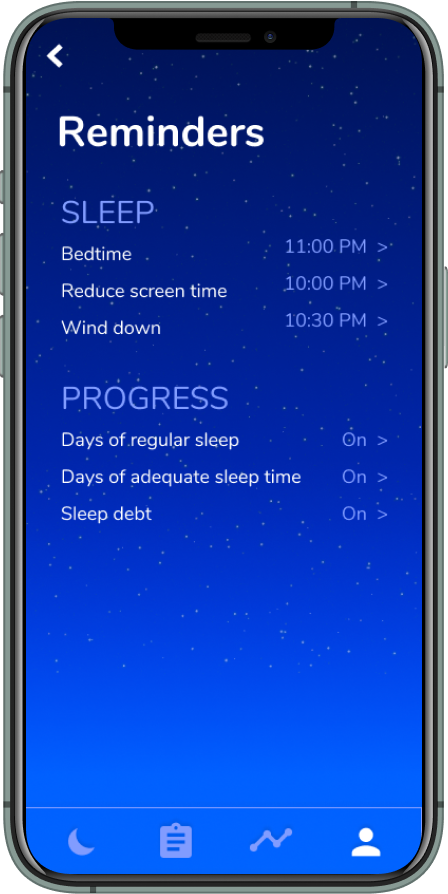 Reminders
SLEEP
Bedtime 11:00 PM >
Reduce screen time 10:00 PM >
Wind down 10:30 PM >
PROGRESS
Days of regular sleep On >
Days of adequate sleep time On >
Sleep debt On >